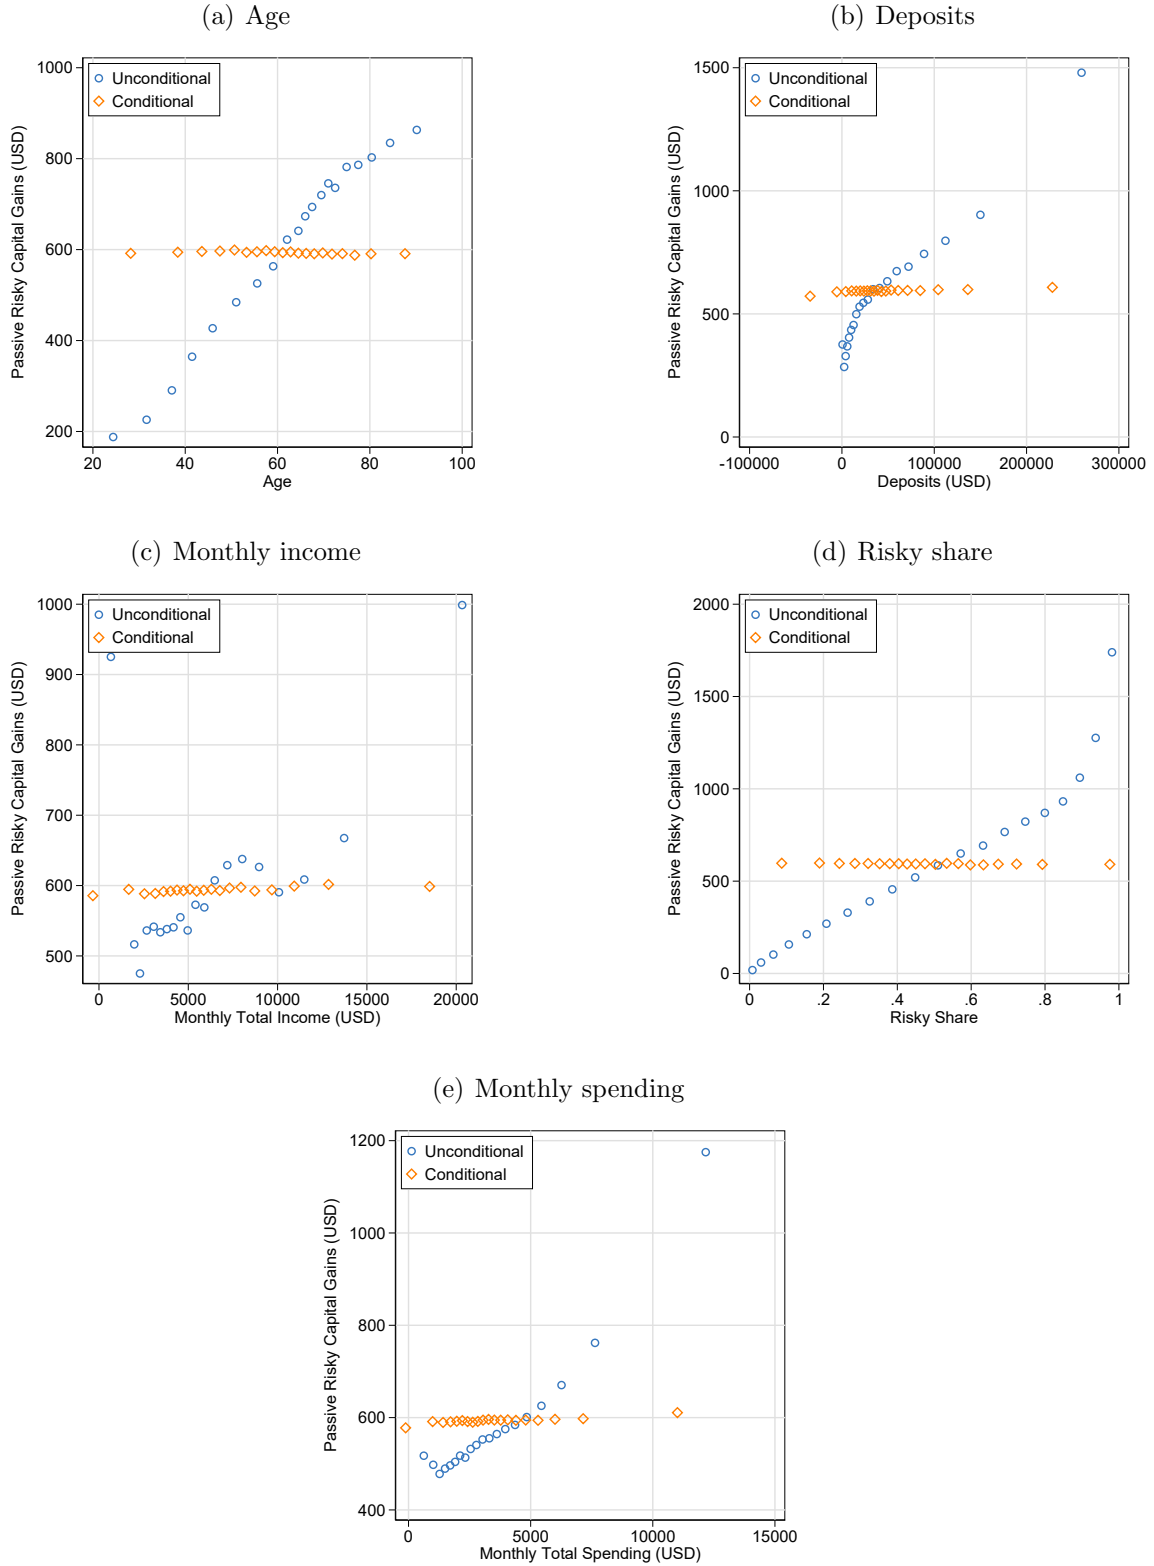 (a) Age
1000
800
600
400
200
20 40 60 80 100
Age
Passive Risky Capital Gains (USD)
Unconditional
Conditional
(b) Deposits
1500
1000
500
0
-100000 0 100000 200000 300000
Deposits (USD)
Passive Risky Capital Gains (USD)
Unconditional
Conditional
(c) Monthly income
1000
900
800
700
600
500
0 5000 10000 15000 20000
Monthly Total Income (USD)
Passive Risky Capital Gains (USD)
Unconditional
Conditional
(d) Risky share
2000
1500
1000
500
0
0 .2 .4 .6 .8 1
Risky Share
Passive Risky Capital Gains (USD)
Unconditional
Conditional
(e) Monthly spending
1200
1000
800
600
400
0 5000 10000 15000
Monthly Total Spending (USD)
Passive Risky Capital Gains (USD)
Unconditional
Conditional